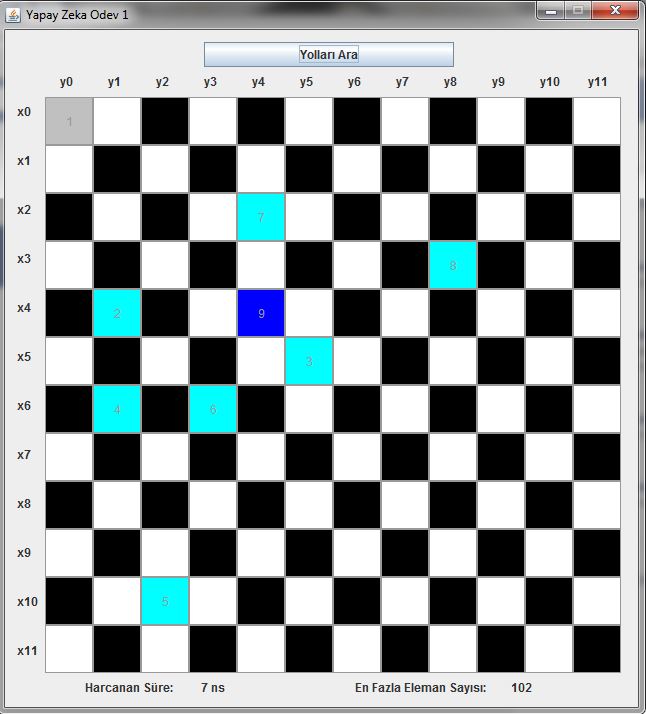 Yapay Zeka Odev 1
Yolları Ara
y0 y1 y2 y3 y4 y5 y6 y7 y8 y9 y10 y11
x0 1
x1
x2 7
x3 8
x4 2 9
x5 3
x6 4 6
x7
x8
x9
x10 5
x11
Harcanan Süre: 7 ns En Fazla Eleman Sayısı: 102